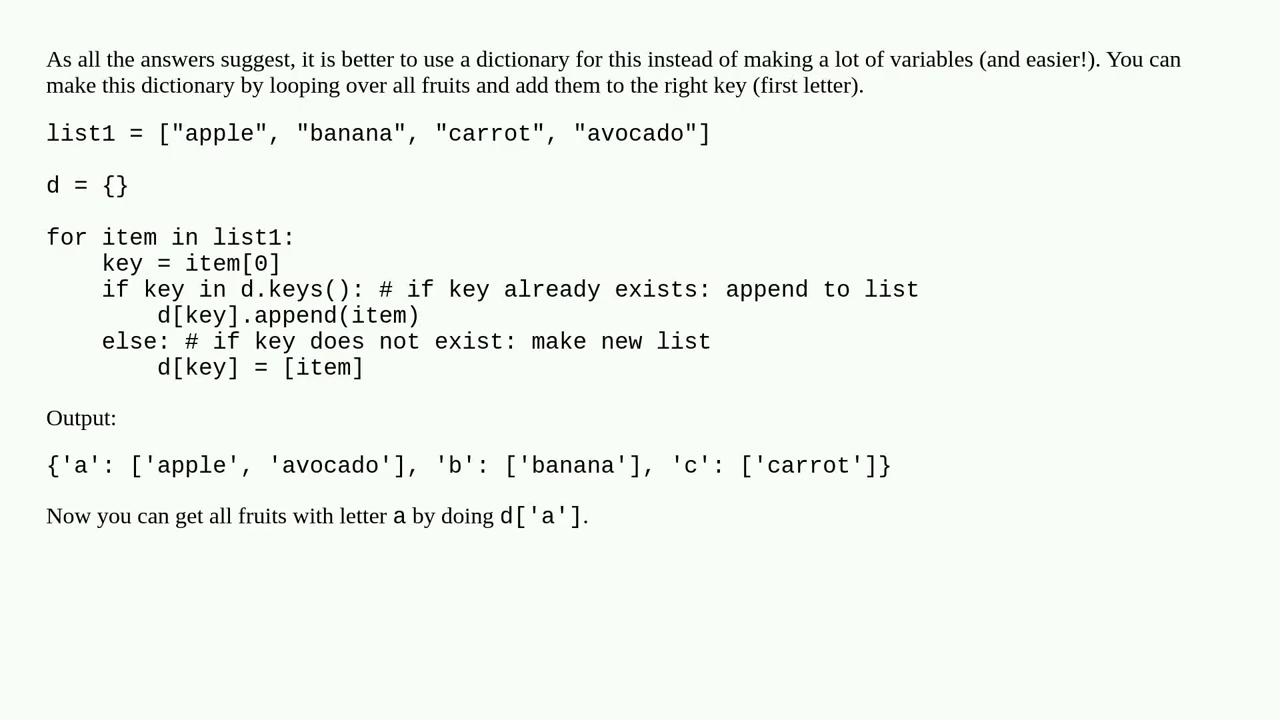 As all the answers suggest, it is better to use a dictionary for this instead of making a lot of variables (and easier!). You can
make this dictionary by looping over all fruits and add them to the right key (first letter).
list1 = ["apple", "banana", "carrot", "avocado"]
d = {}
for item in list1:
    key = item[0]
    if key in d.keys(): # if key already exists: append to list
        d[key].append(item)
    else: # if key does not exist: make new list
        d[key] = [item]
Output:
{'a': ['apple', 'avocado'], 'b': ['banana'], 'c': ['carrot']}
Now you can get all fruits with letter a by doing d['a'].